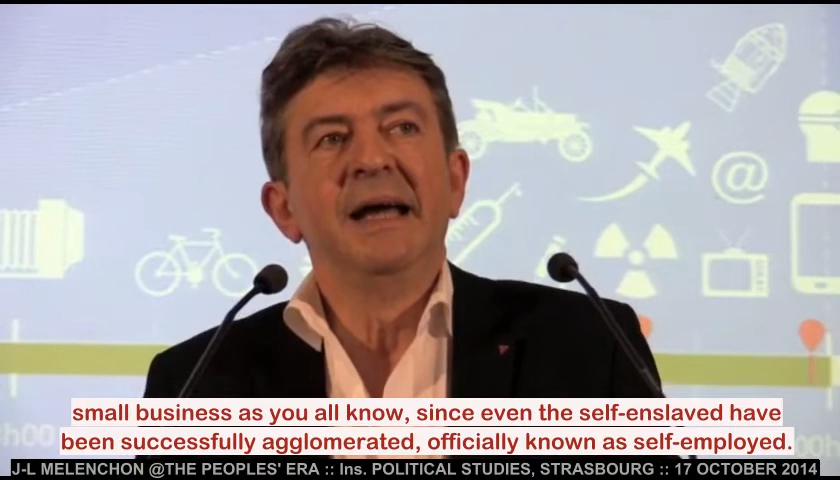 @
h00
small business as you all know, since even the self-enslaved have
been successfully agglomerated, officially known as self-employed.
J-L MELENCHON @THE PEOPLES' ERA :: Ins. POLITICAL STUDIES, STRASBOURG :: 17 OCTOBER 2014